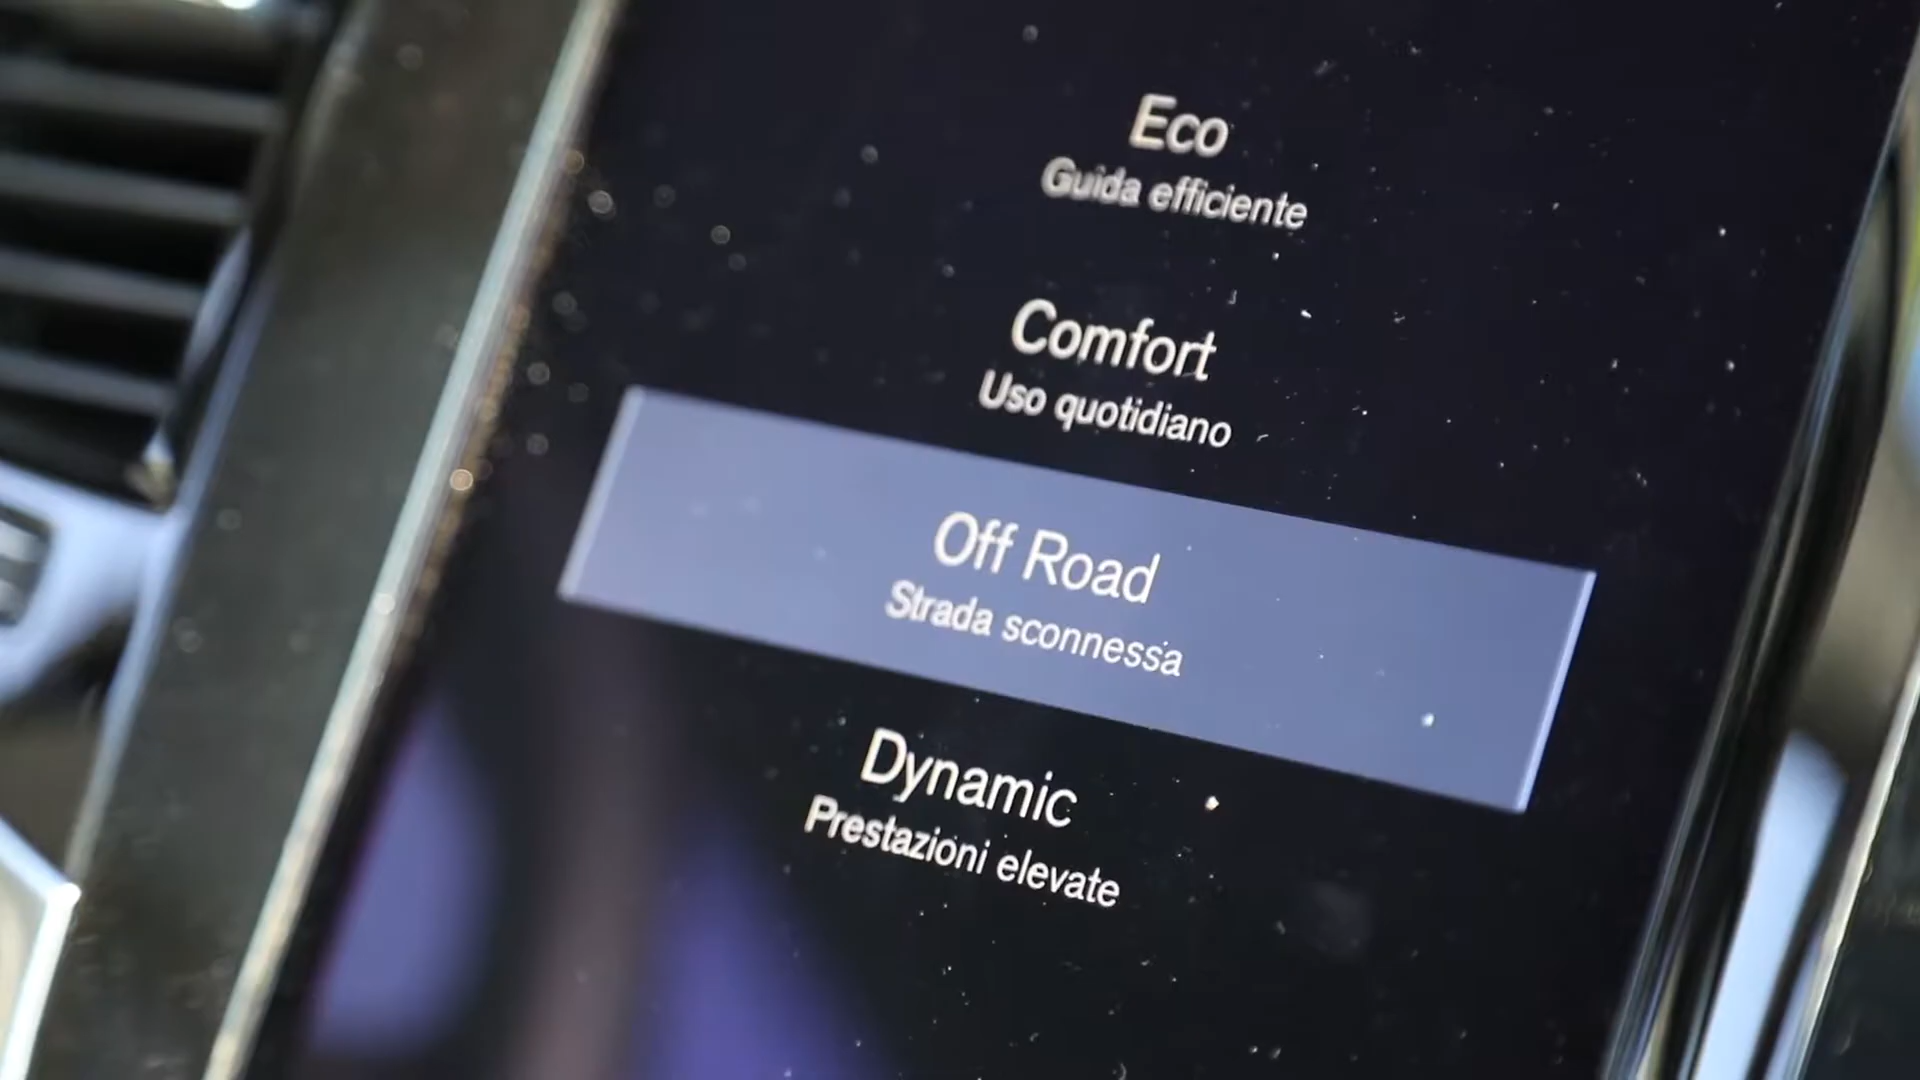 Eco
Guida efficiente
Comfort
Uso quotidiano
Off Road
Strada sconnessa
Dynamic
Prestazioni elevate